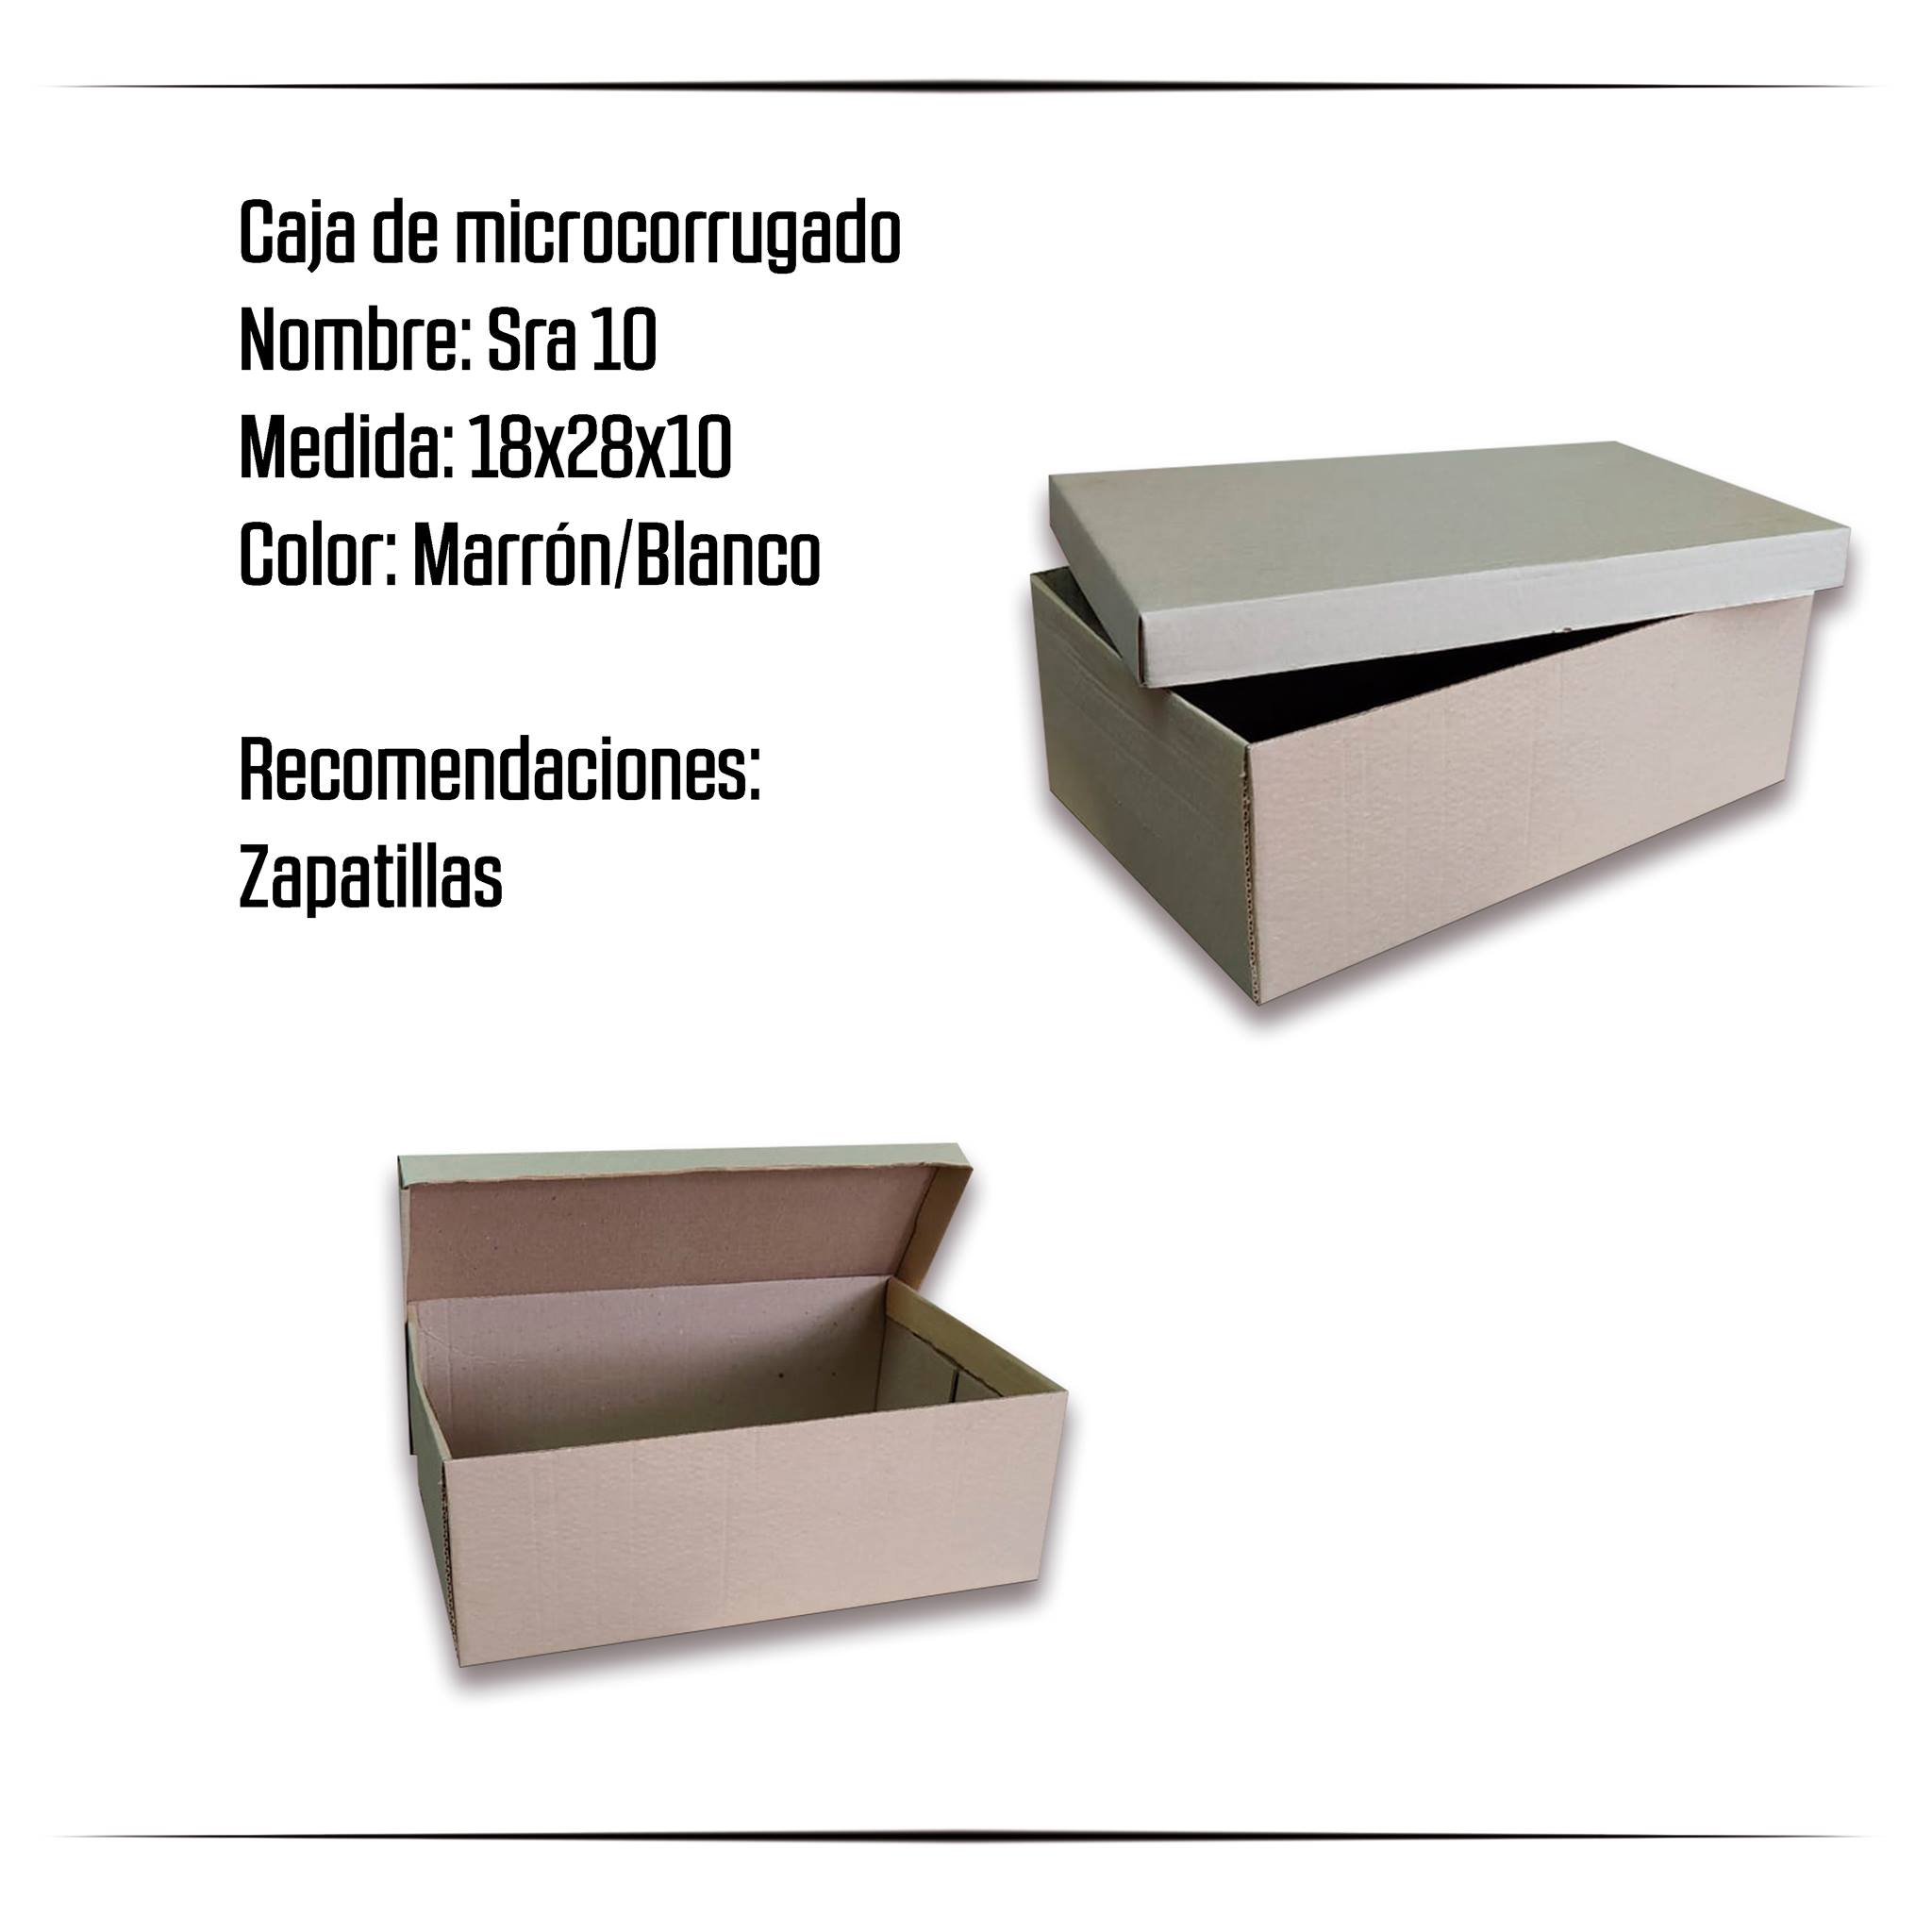 Caja de microcorrugado
Nombre: Sra 10
Medida: 18x28x10
Color: Marrón/Blanco
Recomendaciones:
Zapatillas